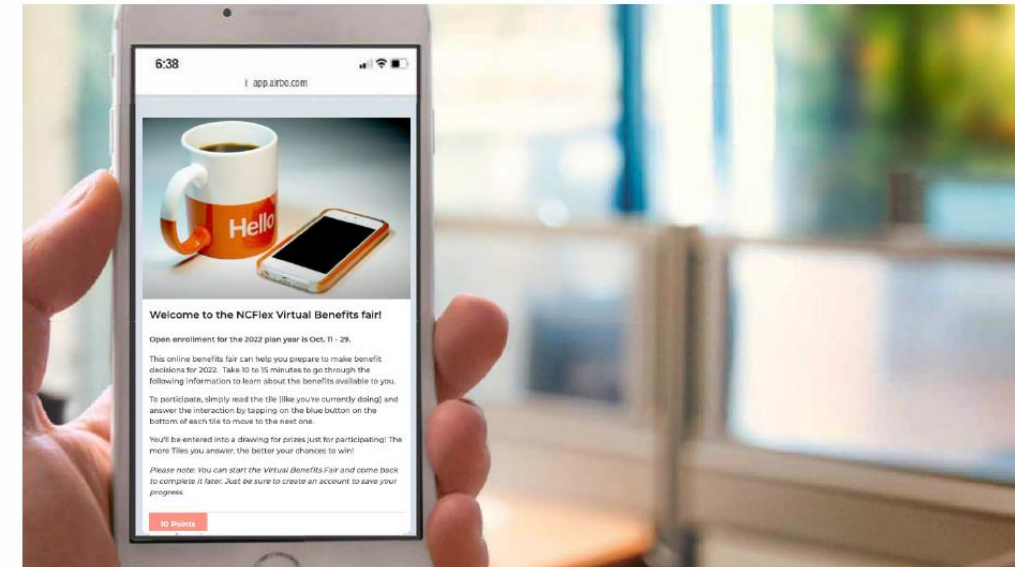 6:38
app.airbo.com
Hello
Welcome to the NCFlex Virtual Benefits fair!
Open enrollment for the 2022 plan year is Oct. 11 - 29.
This online benefits fair can help you prepare to make benefit
decisions for 2022. Take 10 to 15 minutes to go through the
following information to learn about the benefits available to you.
To participate, simply read the tile (like you're currently doing) and
answer the interaction by tapping on the blue button on the
bottom of each tile to move to the next one.
You'll be entered into a drawing for prizes just for participating! The
more Tiles you answer, the better your chances to win!
Please note: You can start the Virtual Benefits Fair and come back
to complete it later. Just be sure to create an account to save your
progress.
10 Points